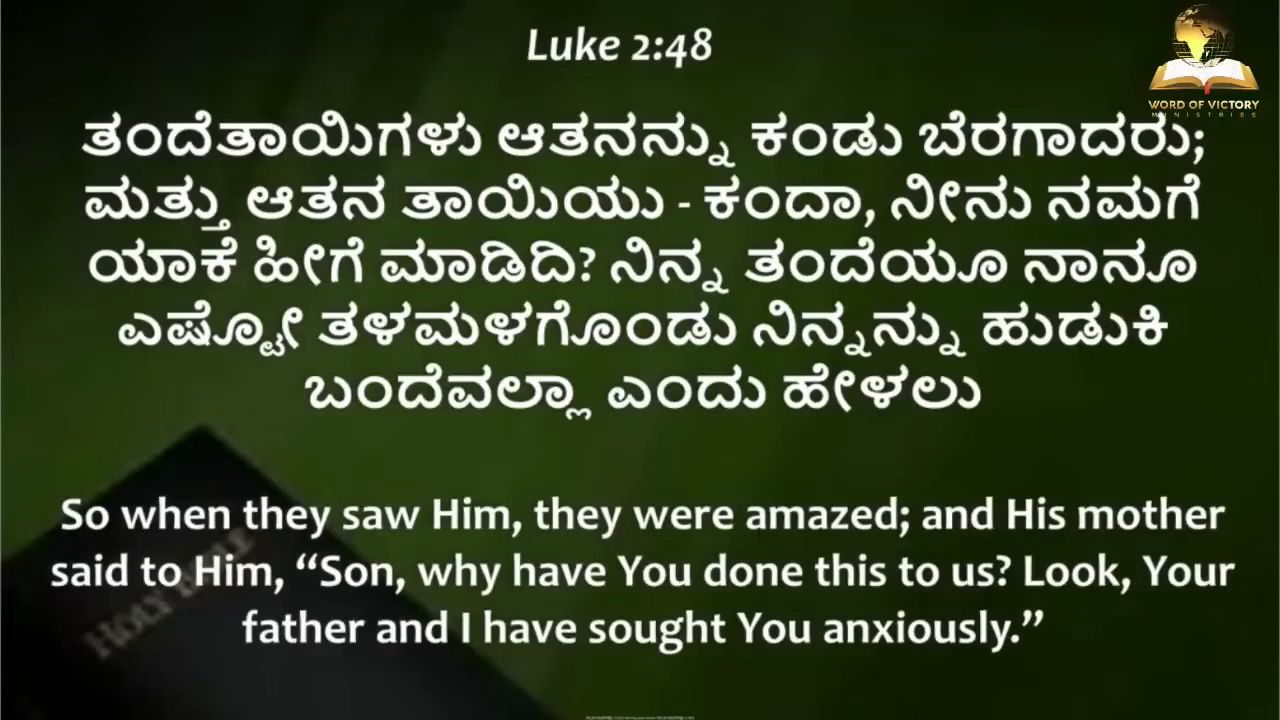 Luke 2:48
WORD OF VICTORY
MINISTRIES
ತಂದೆತಾಯಿಗಳು ಆತನನ್ನು ಕಂಡು ಬೆರಗಾದರು;
ಮತ್ತು ಆತನ ತಾಯಿಯು - ಕಂದಾ, ನೀನು ನಮಗೆ
ಯಾಕೆ ಹೀಗೆ ಮಾಡಿದಿ? ನಿನ್ನ ತಂದೆಯೂ ನಾನೂ
ಎಷ್ಟೋ ತಳಮಳಗೊಂಡು ನಿನ್ನನ್ನು ಹುಡುಕಿ
ಬಂದೆವಲ್ಲಾ ಎಂದು ಹೇಳಲು
So when they saw Him, they were amazed; and His mother
said to Him, “Son, why have You done this to us? Look, Your
father and I have sought You anxiously.”
HOLY BIBLE